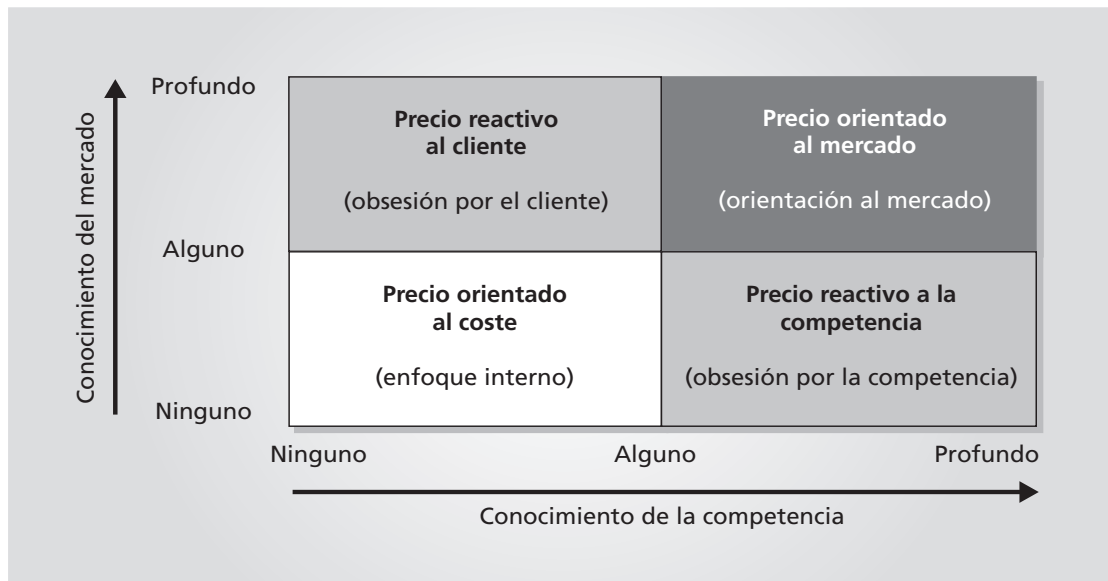 Conocimiento del mercado
Profundo
Alguno
Ninguno
Precio reactivo
al cliente
(obsesión por el cliente)
Precio orientado
al mercado
(orientación al mercado)
Precio orientado
al coste
(enfoque interno)
Precio reactivo a la
competencia
(obsesión por la competencia)
Ninguno
Alguno
Profundo
Conocimiento de la competencia